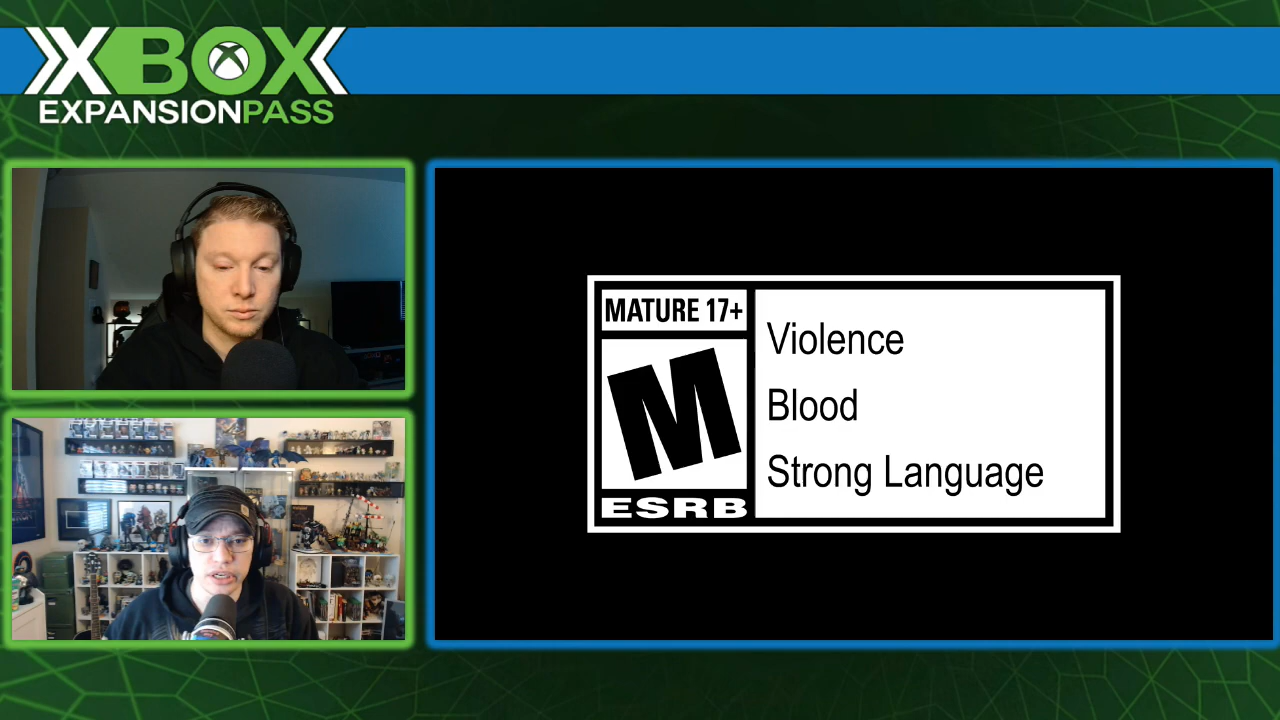 XBOX
EXPANSIONPASS
MATURE 17+
M
ESRB
Violence
Blood
Strong Language